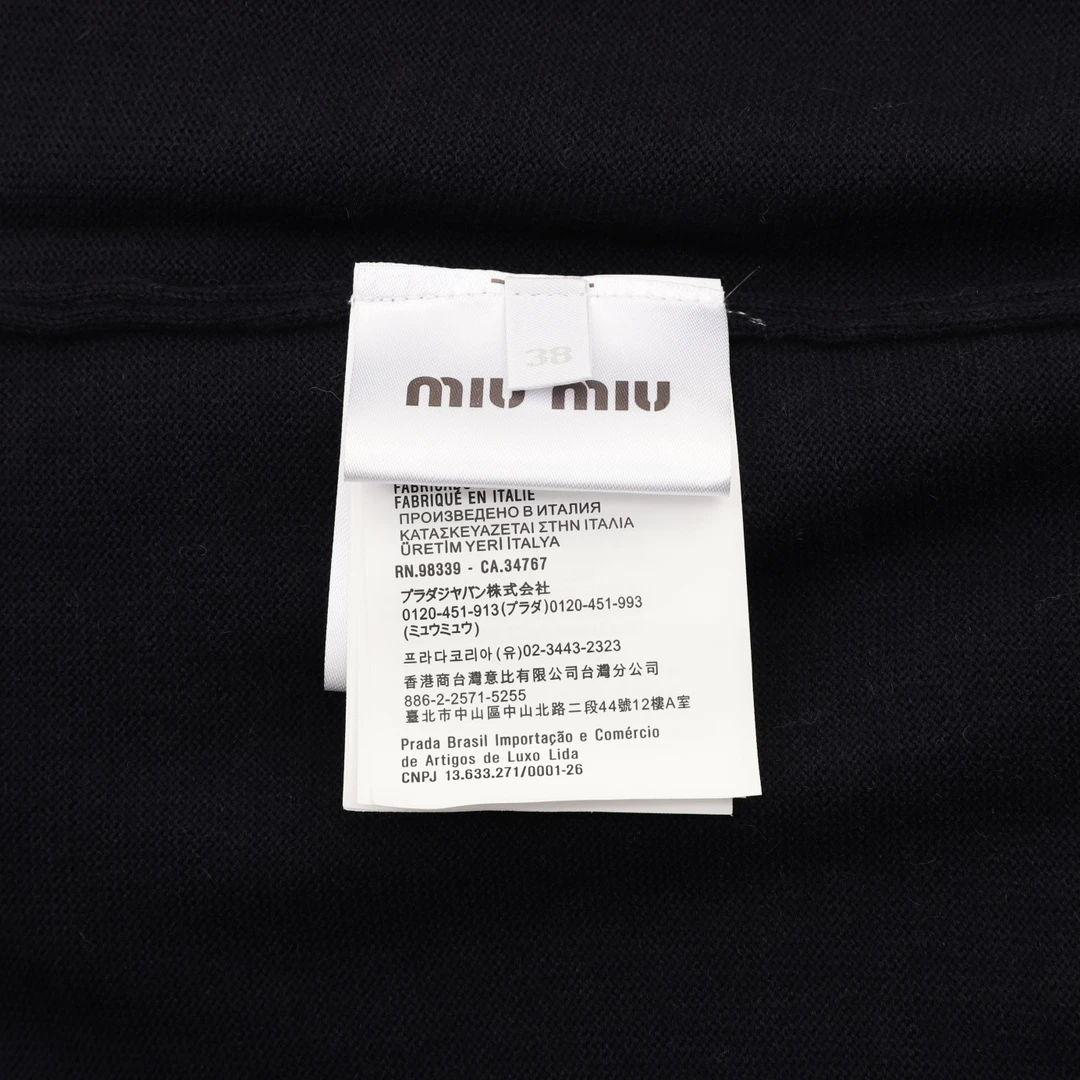 38
miu miu
FABRIQUÉ EN ITALIE
ПРОИЗВЕДЕНО В ИТАЛИЯ
ΚΑΤΑΣΚΕΥΑΖΕΤΑΙ ΣΤΗΝ ΙΤΑΛΙΑ
ÜRETİM YERİ İTALYA
RN.98339 - CA.34767
プラダジャパン株式会社
0120-451-913(プラダ)0120-451-993
(ミュウミュウ)
프라다코리아(유)02-3443-2323
香港商台灣意比有限公司台灣分公司
886-2-2571-5255
臺北市中山區中山北路二段44號12樓A室
Prada Brasil Importação e Comércio
de Artigos de Luxo Lida
CNPJ 13.633.271/0001-26